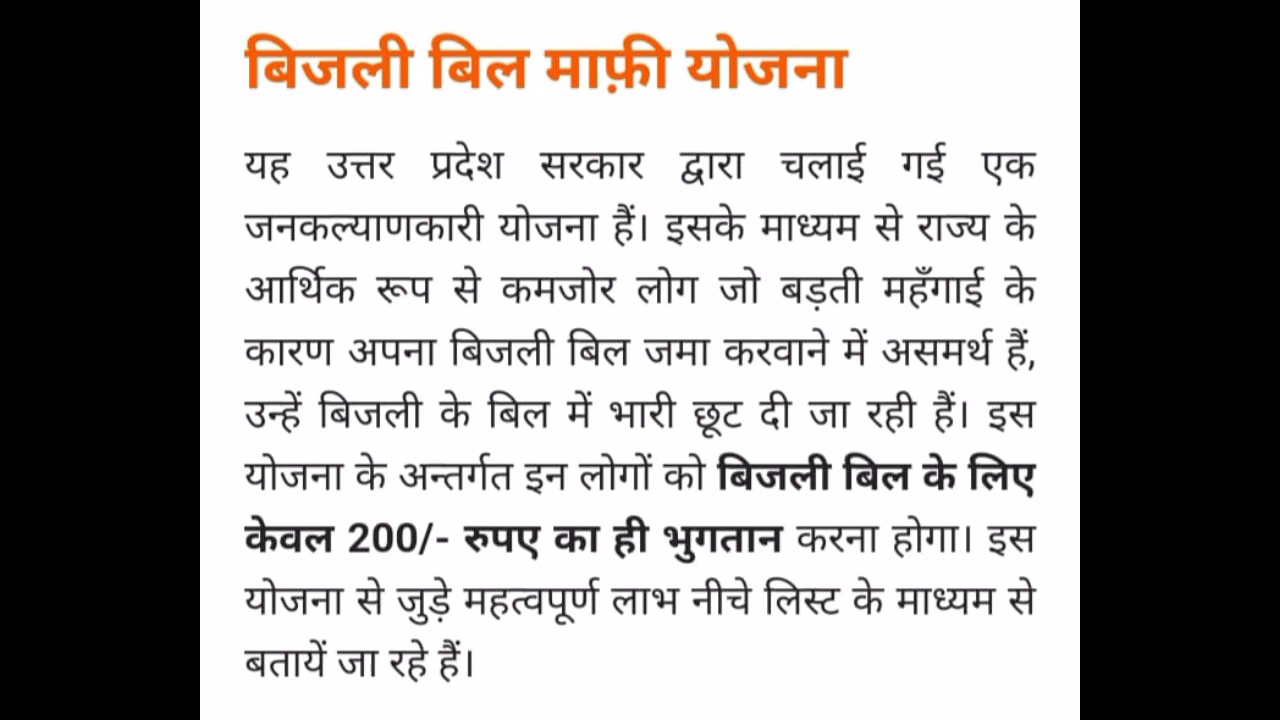 बिजली बिल माफ़ी योजना
यह उत्तर प्रदेश सरकार द्वारा चलाई गई एक
जनकल्याणकारी योजना हैं। इसके माध्यम से राज्य के
आर्थिक रूप से कमजोर लोग जो बड़ती महँगाई के
कारण अपना बिजली बिल जमा करवाने में असमर्थ हैं,
उन्हें बिजली के बिल में भारी छूट दी जा रही हैं। इस
योजना के अन्तर्गत इन लोगों को बिजली बिल के लिए
केवल 200/- रुपए का ही भुगतान करना होगा। इस
योजना से जुड़े महत्वपूर्ण लाभ नीचे लिस्ट के माध्यम से
बतायें जा रहे हैं।